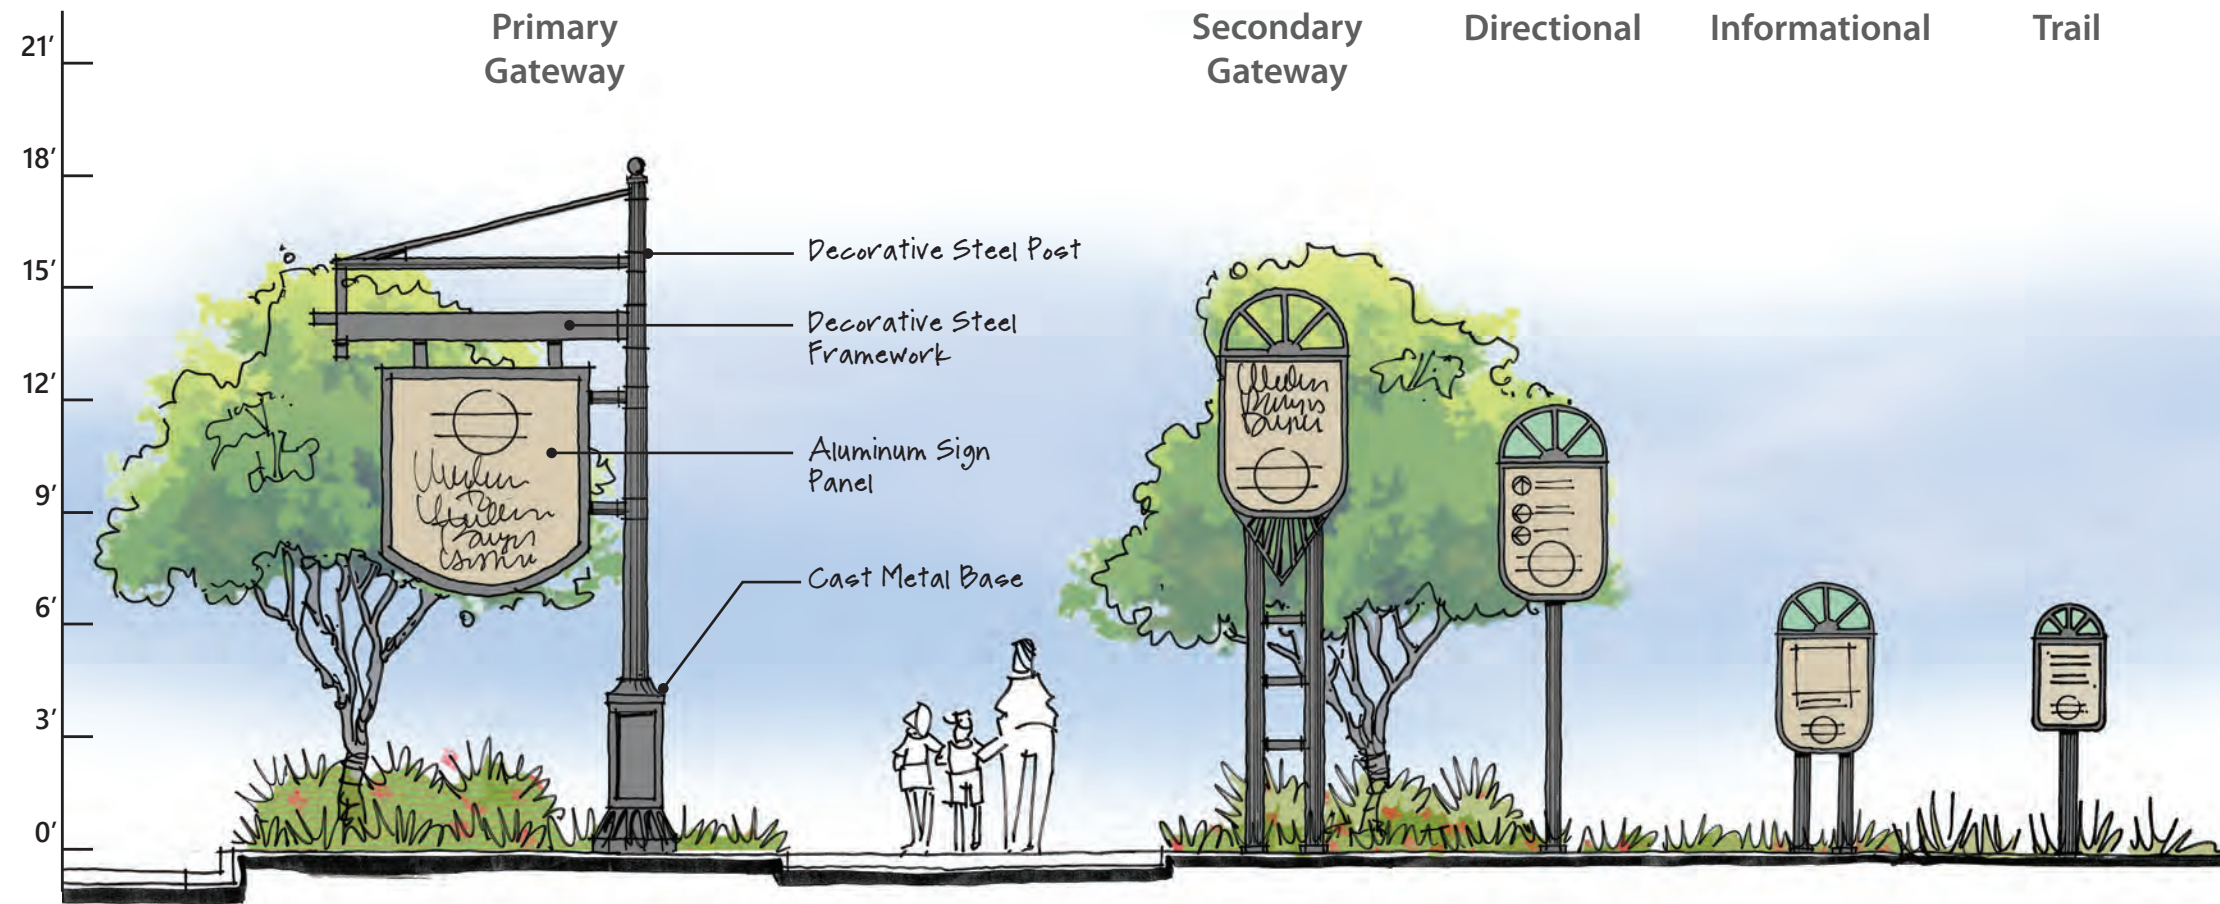 Primary
Gateway
Secondary
Gateway
Directional
Informational
Trail
21’
18’
15’
12’
9’
6’
3’
0’
Decorative Steel Post
Decorative Steel
Framework
Aluminum Sign
Panel
Cast Metal Base